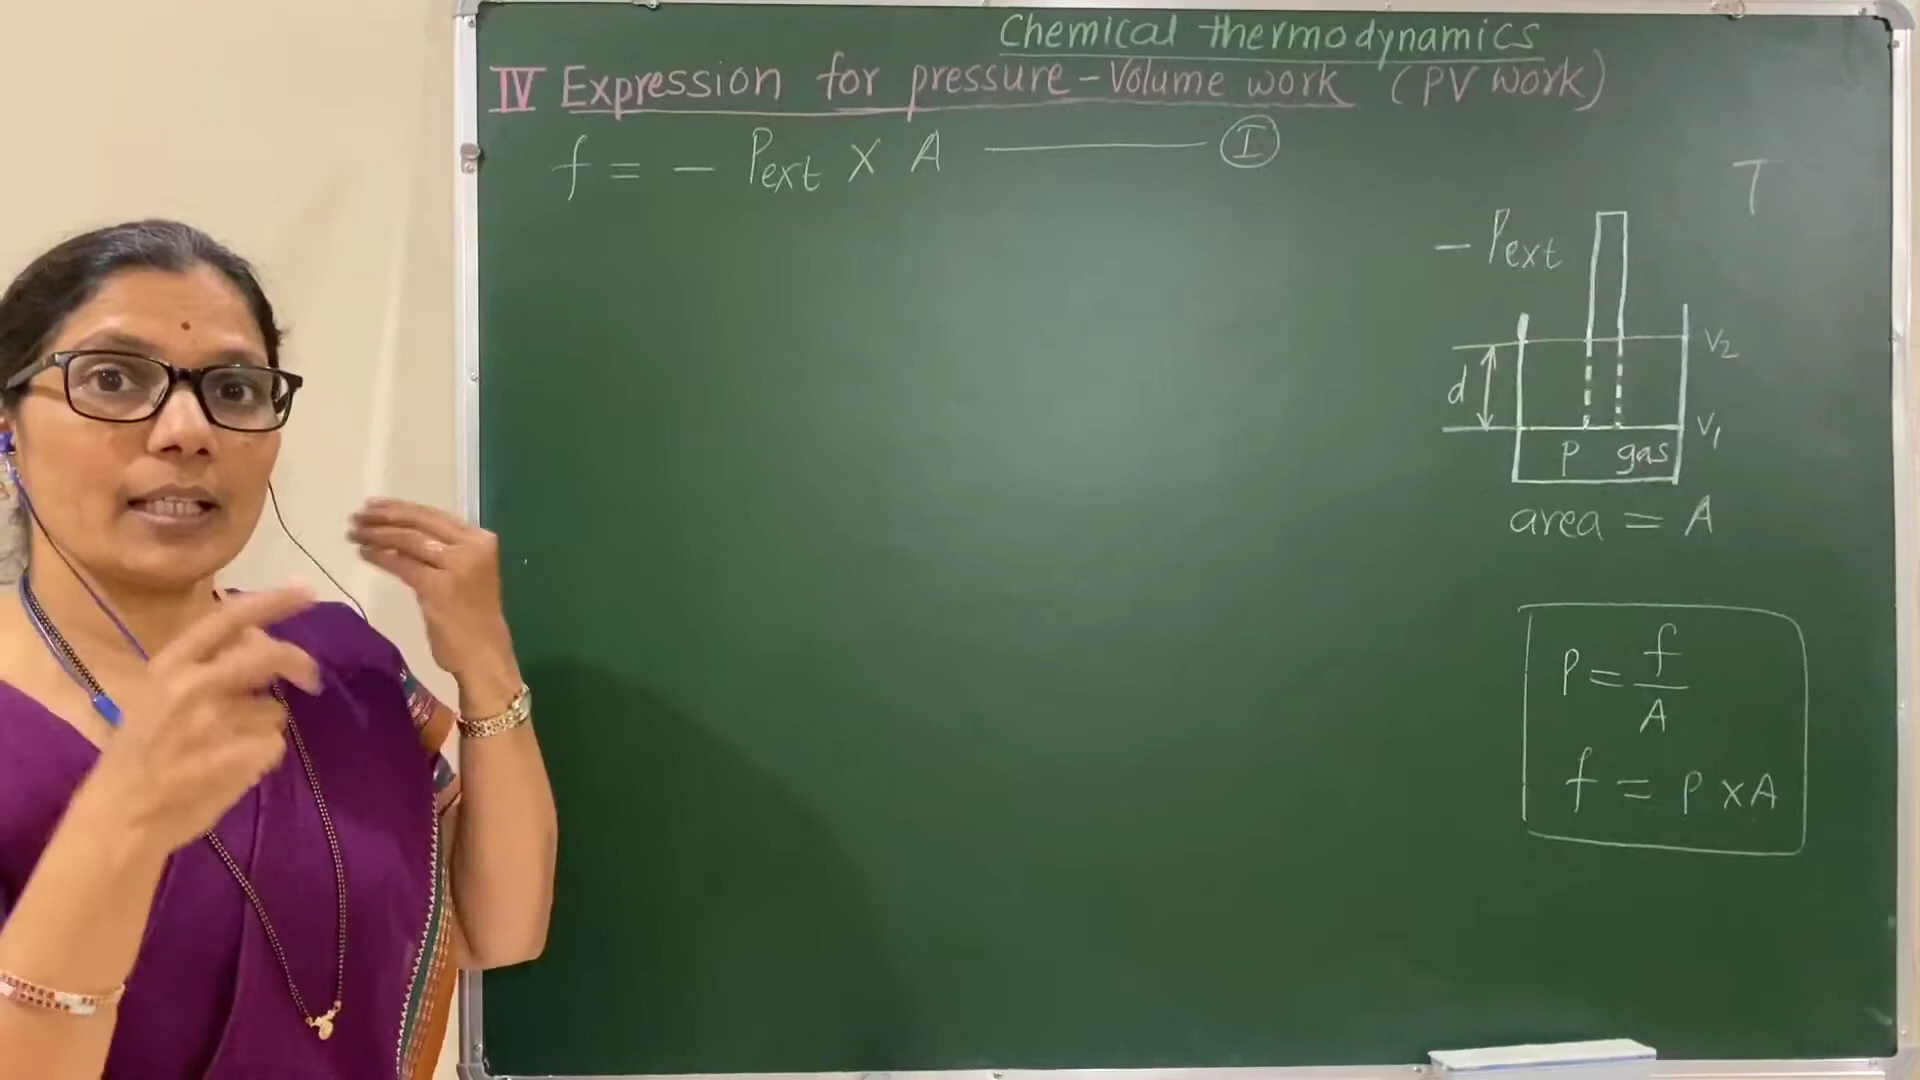 Chemical thermodynamics
IV Expression for pressure-Volume work (PV work)
f = - Pext X A ——— I
T
- Pext
V2
d
V1
P gas
area = A
P = f/A
f = P X A